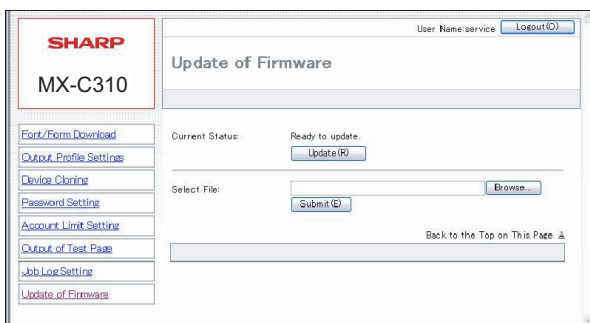 User Name:service Logout(O)
SHARP
MX-C310
Update of Firmware
Font/Form Download
Output Profile Settings
Device Cloning
Password Setting
Account Limit Setting
Output of Test Page
Job Log Setting
Update of Firmware
Current Status: Ready to update.
Update(R)
Select File: Browse...
Submit(E)
Back to the Top on This Page ▲